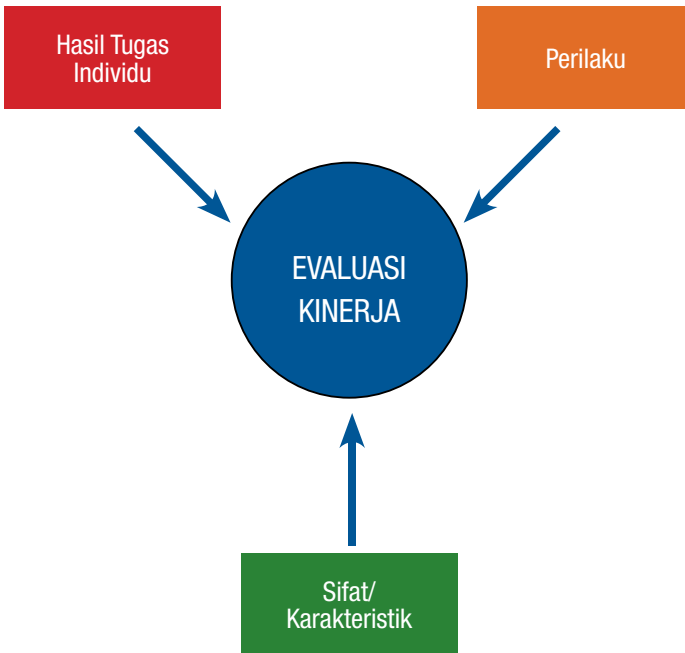 Hasil Tugas
Individu
Perilaku
EVALUASI
KINERJA
Sifat/
Karakteristik